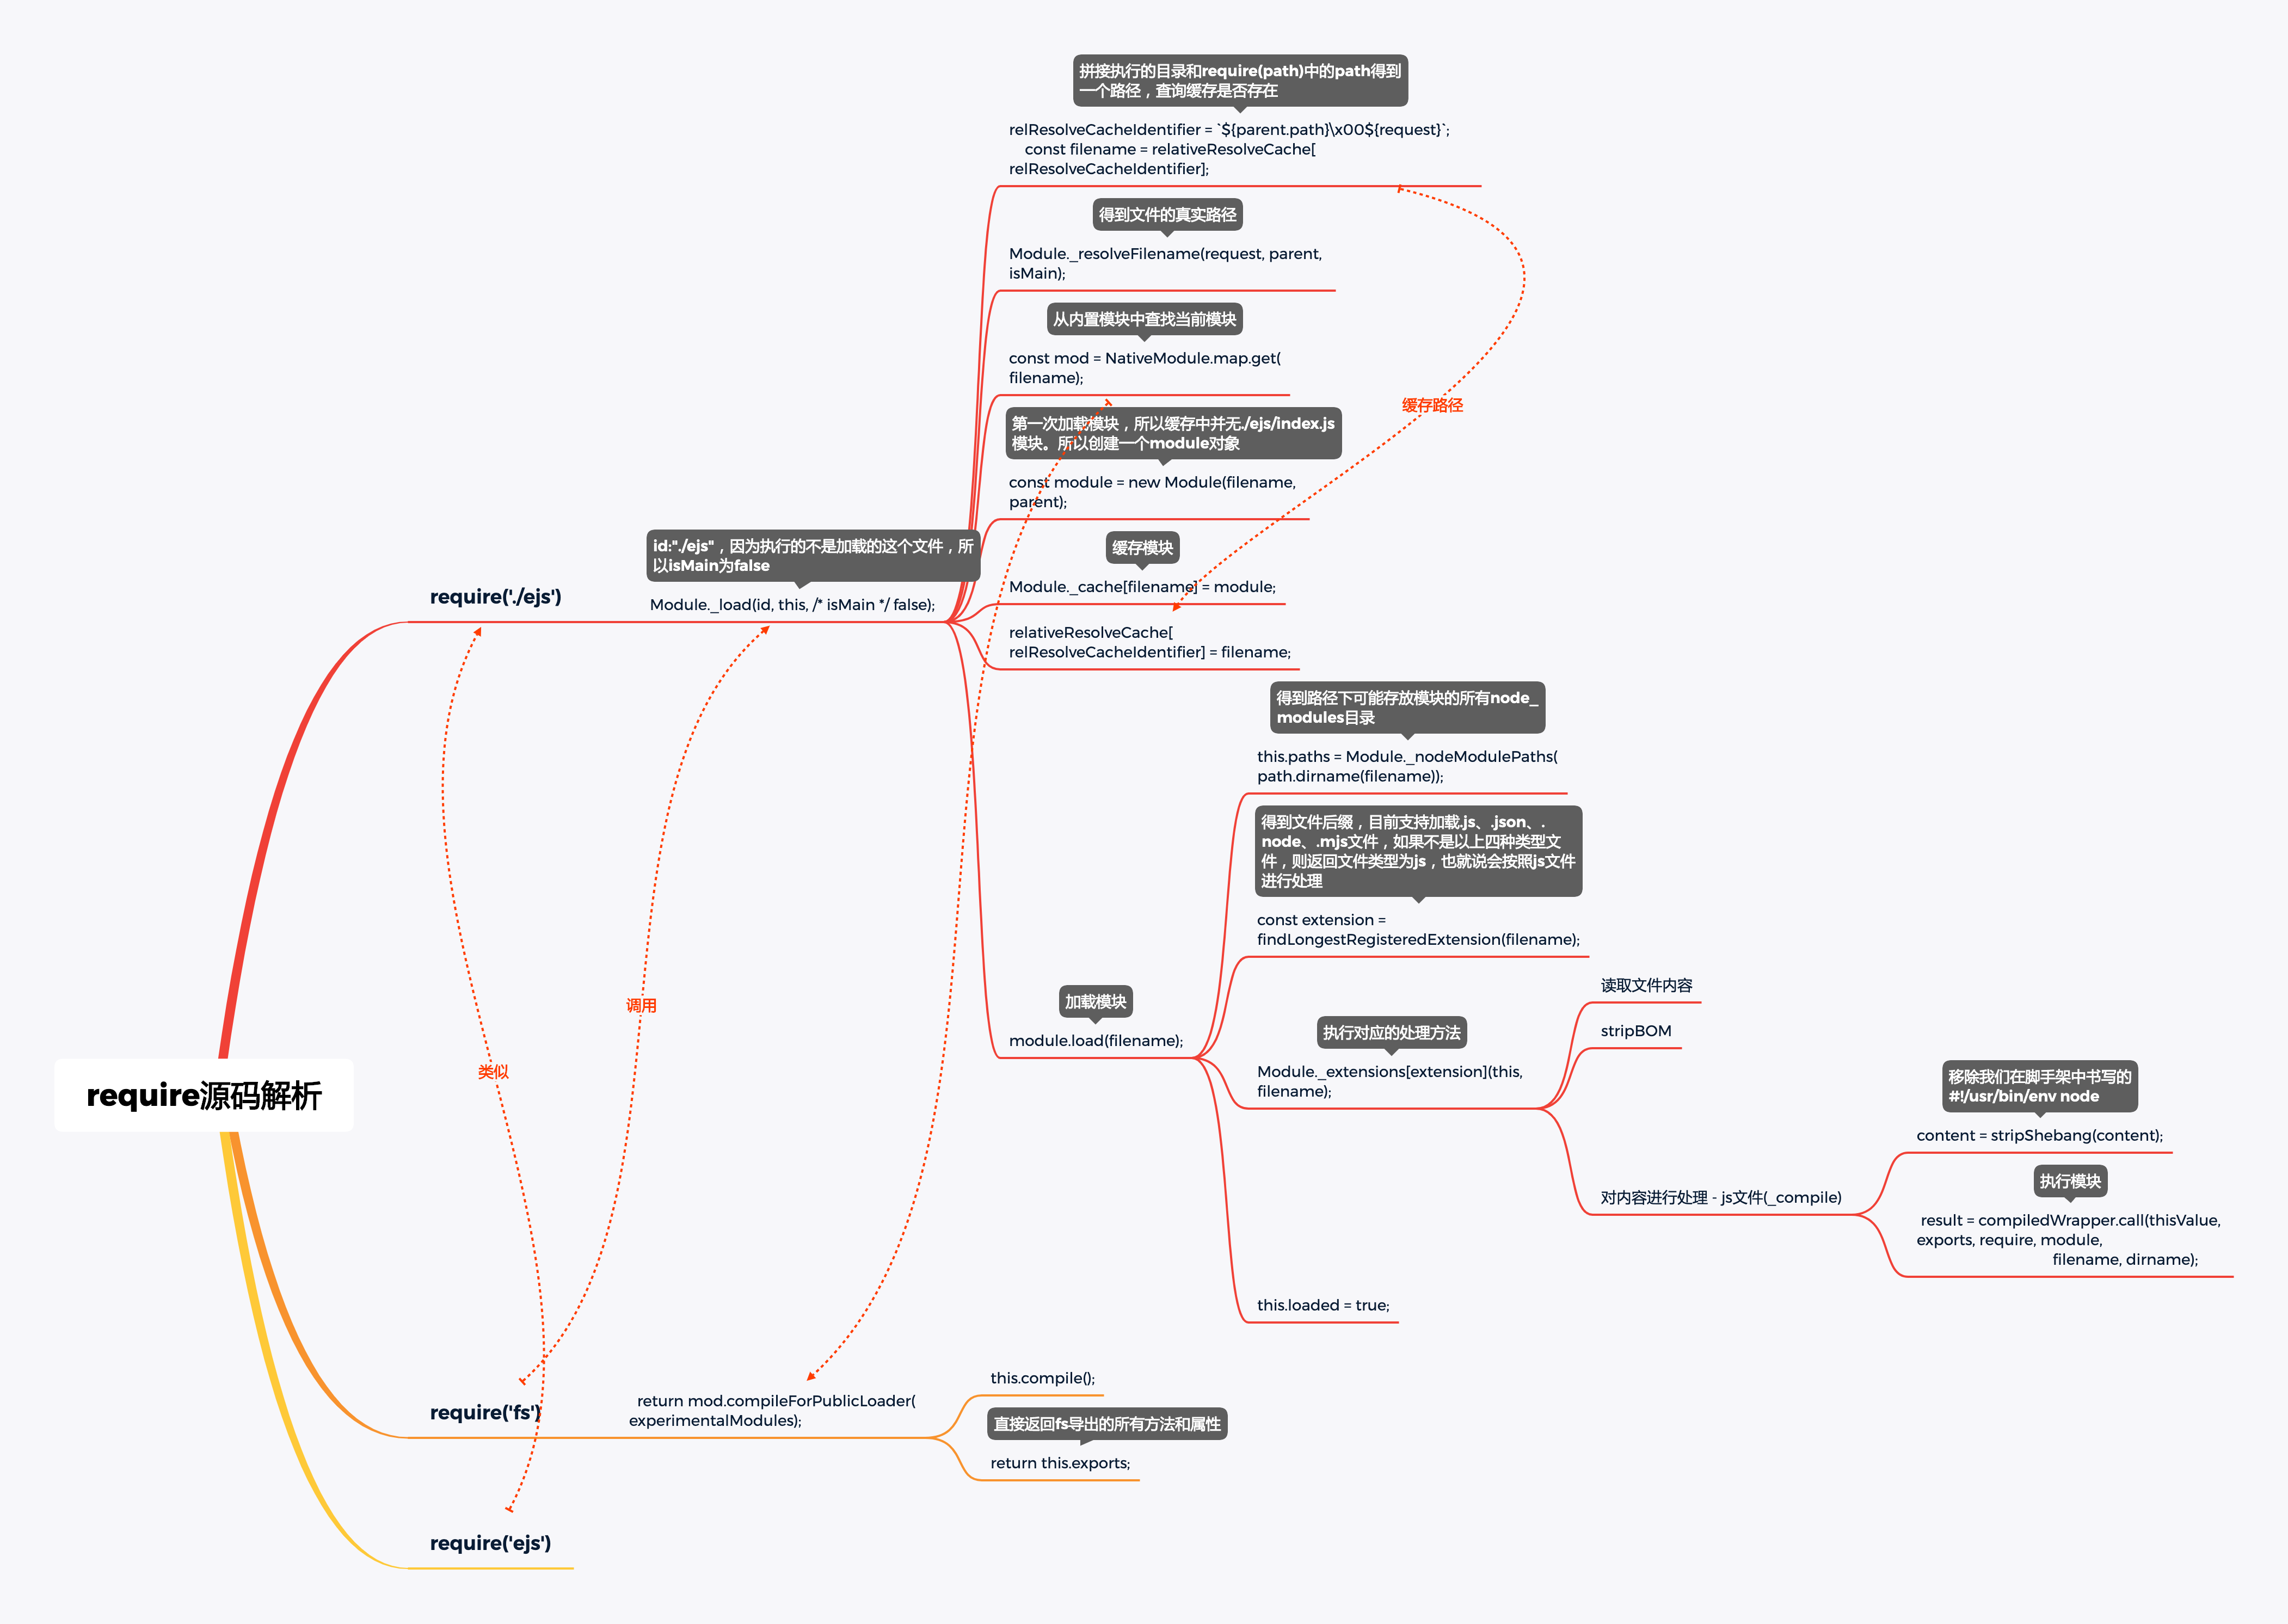 拼接执行的目录和require(path)中的path得到
一个路径，查询缓存是否存在
relResolveCacheIdentifier = `${parent.path}\x00${request}`;
const filename = relativeResolveCache[
relResolveCacheIdentifier];
得到文件的真实路径
Module._resolveFilename(request, parent,
isMain);
从内置模块中查找当前模块
const mod = NativeModule.map.get(
filename);
缓存路径
第一次加载模块，所以缓存中并无./ejs/index.js
模块。所以创建一个module对象
const module = new Module(filename,
parent);
缓存模块
Module._cache[filename] = module;
relativeResolveCache[
relResolveCacheIdentifier] = filename;
id:"./ejs"，因为执行的不是加载的这个文件，所
以isMain为false
Module._load(id, this, /* isMain */ false);
require('./ejs')
得到路径下可能存放模块的所有node_
modules目录
this.paths = Module._nodeModulePaths(
path.dirname(filename));
得到文件后缀，目前支持加载.js、.json、.
node、.mjs文件，如果不是以上四种类型文
件，则返回文件类型为js，也就说会按照js文件
进行处理
const extension =
findLongestRegisteredExtension(filename);
加载模块
module.load(filename);
执行对应的处理方法
Module._extensions[extension](this,
filename);
读取文件内容
stripBOM
对内容进行处理 - js文件(_compile)
移除我们在脚手架中书写的
#!/usr/bin/env node
content = stripShebang(content);
执行模块
result = compiledWrapper.call(thisValue,
exports, require, module,
filename, dirname);
this.loaded = true;
调用
类似
require源码解析
require('fs')
return mod.compileForPublicLoader(
experimentalModules);
this.compile();
直接返回fs导出的所有方法和属性
return this.exports;
require('ejs')